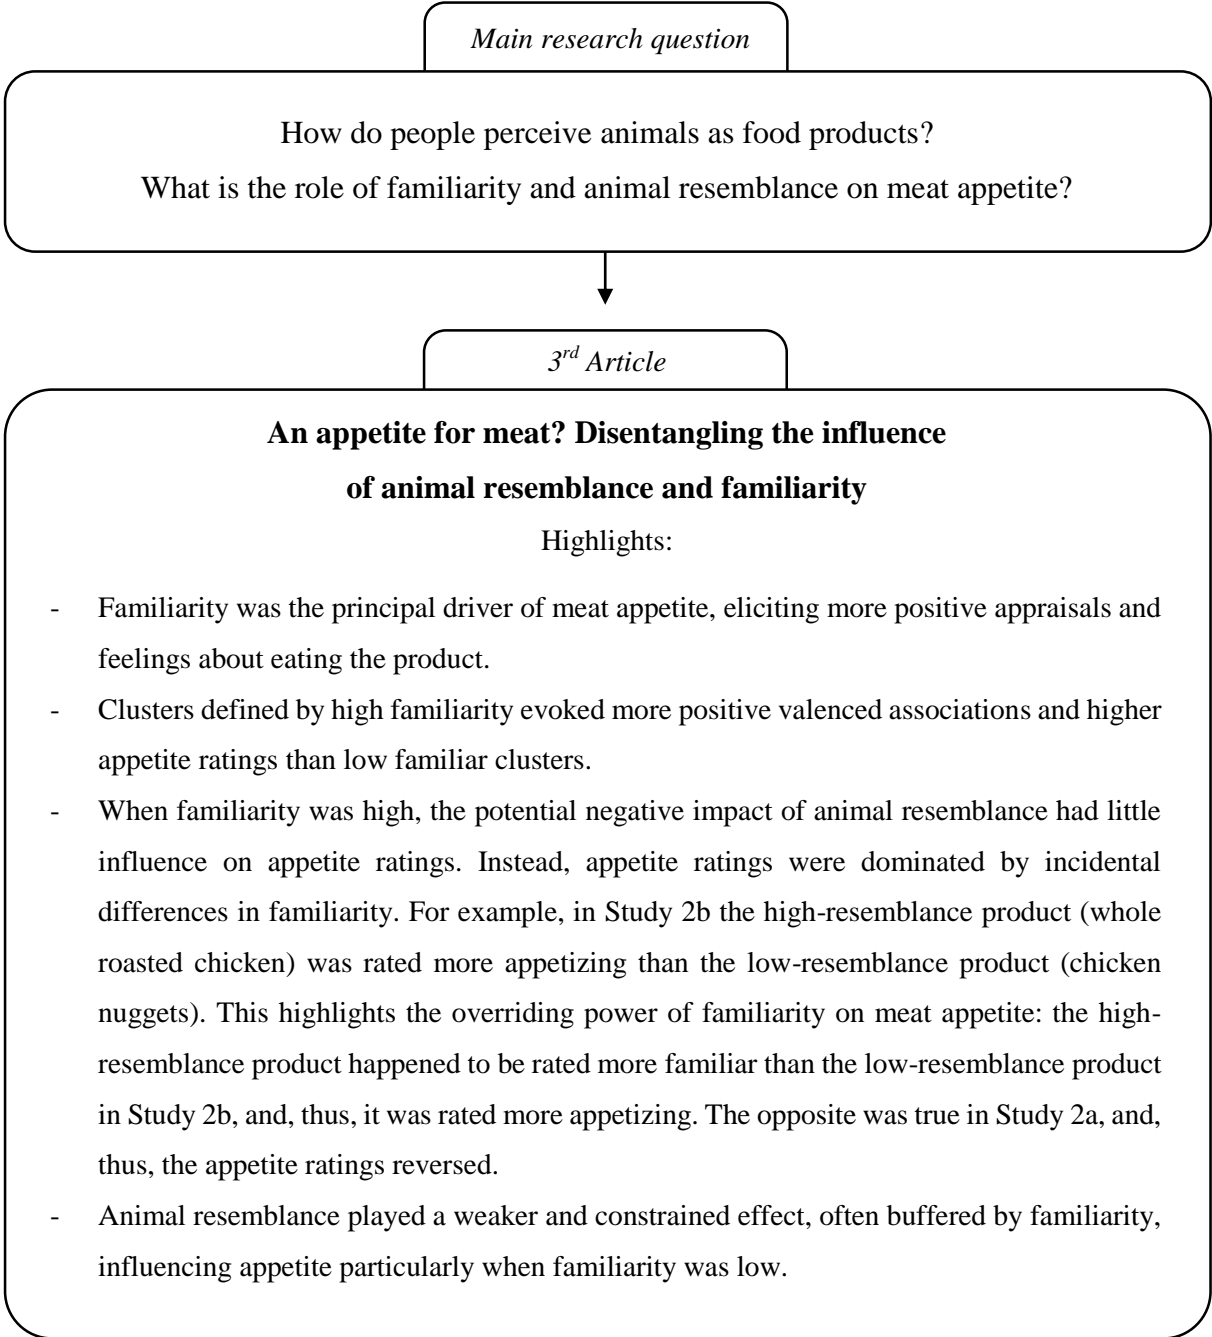 Main research question
How do people perceive animals as food products?
What is the role of familiarity and animal resemblance on meat appetite?
3rd Article
An appetite for meat? Disentangling the influence
of animal resemblance and familiarity
Highlights:
- Familiarity was the principal driver of meat appetite, eliciting more positive appraisals and
feelings about eating the product.
- Clusters defined by high familiarity evoked more positive valenced associations and higher
appetite ratings than low familiar clusters.
- When familiarity was high, the potential negative impact of animal resemblance had little
influence on appetite ratings. Instead, appetite ratings were dominated by incidental
differences in familiarity. For example, in Study 2b the high-resemblance product (whole
roasted chicken) was rated more appetizing than the low-resemblance product (chicken
nuggets). This highlights the overriding power of familiarity on meat appetite: the high-
resemblance product happened to be rated more familiar than the low-resemblance product
in Study 2b, and, thus, it was rated more appetizing. The opposite was true in Study 2a, and,
thus, the appetite ratings reversed.
- Animal resemblance played a weaker and constrained effect, often buffered by familiarity,
influencing appetite particularly when familiarity was low.